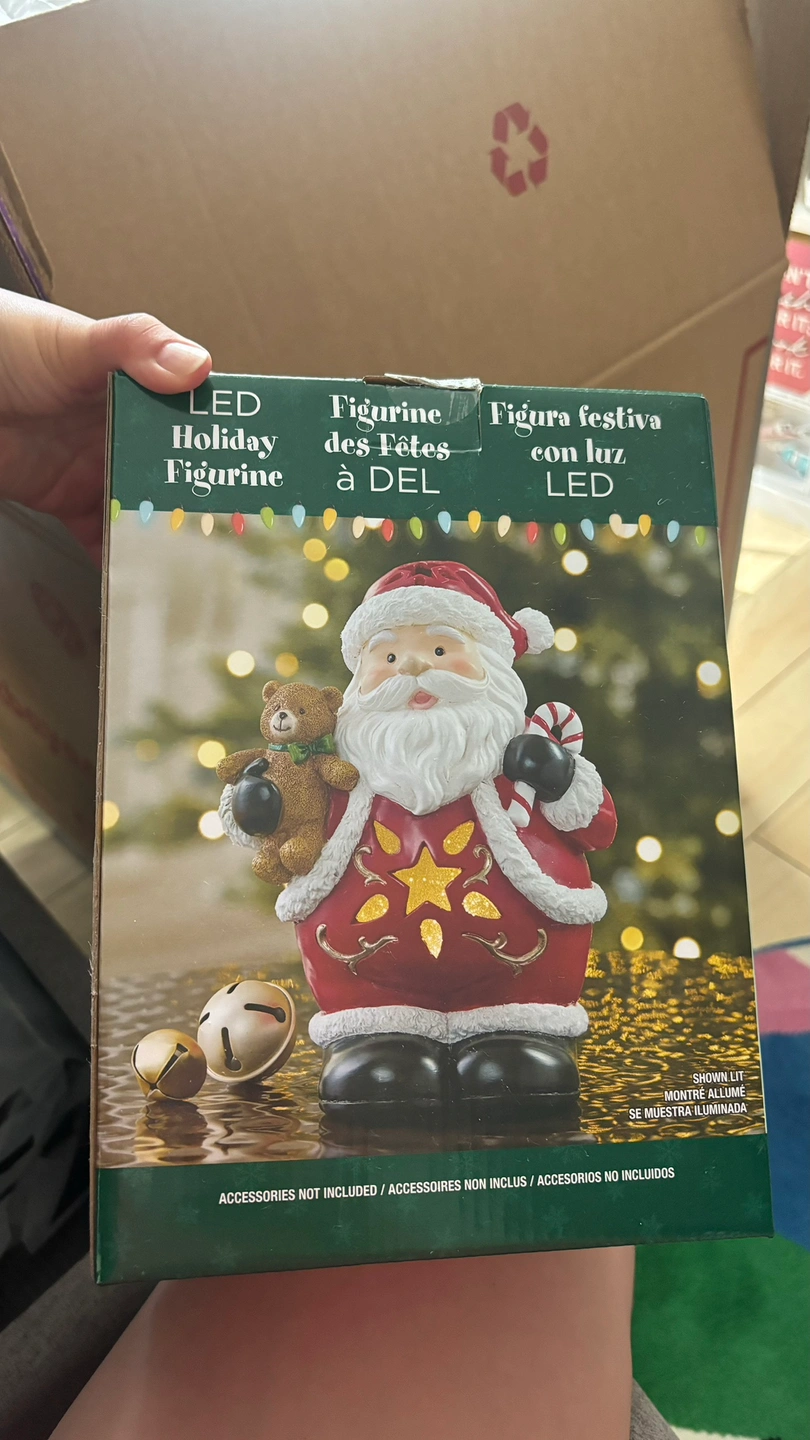 LED
Holiday
Figurine
Figurine
des Fêtes
à DEL
Figura festiva
con luz
LED
SHOWN LIT
MONTRÉ ALLUMÉ
SE MUESTRA ILUMINADA
ACCESSORIES NOT INCLUDED / ACCESSOIRES NON INCLUS / ACCESORIOS NO INCLUIDOS